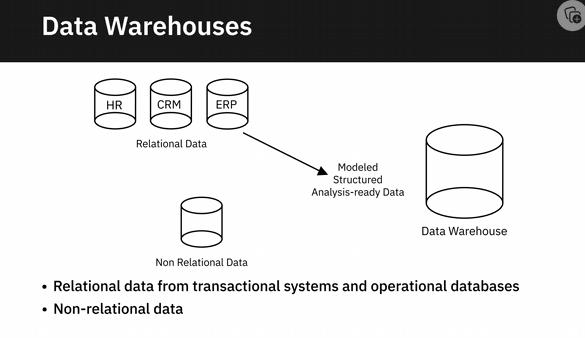 Data Warehouses
HR
CRM
ERP
Relational Data
Modeled
Structured
Analysis-ready Data
Data Warehouse
Non Relational Data
• Relational data from transactional systems and operational databases
• Non-relational data